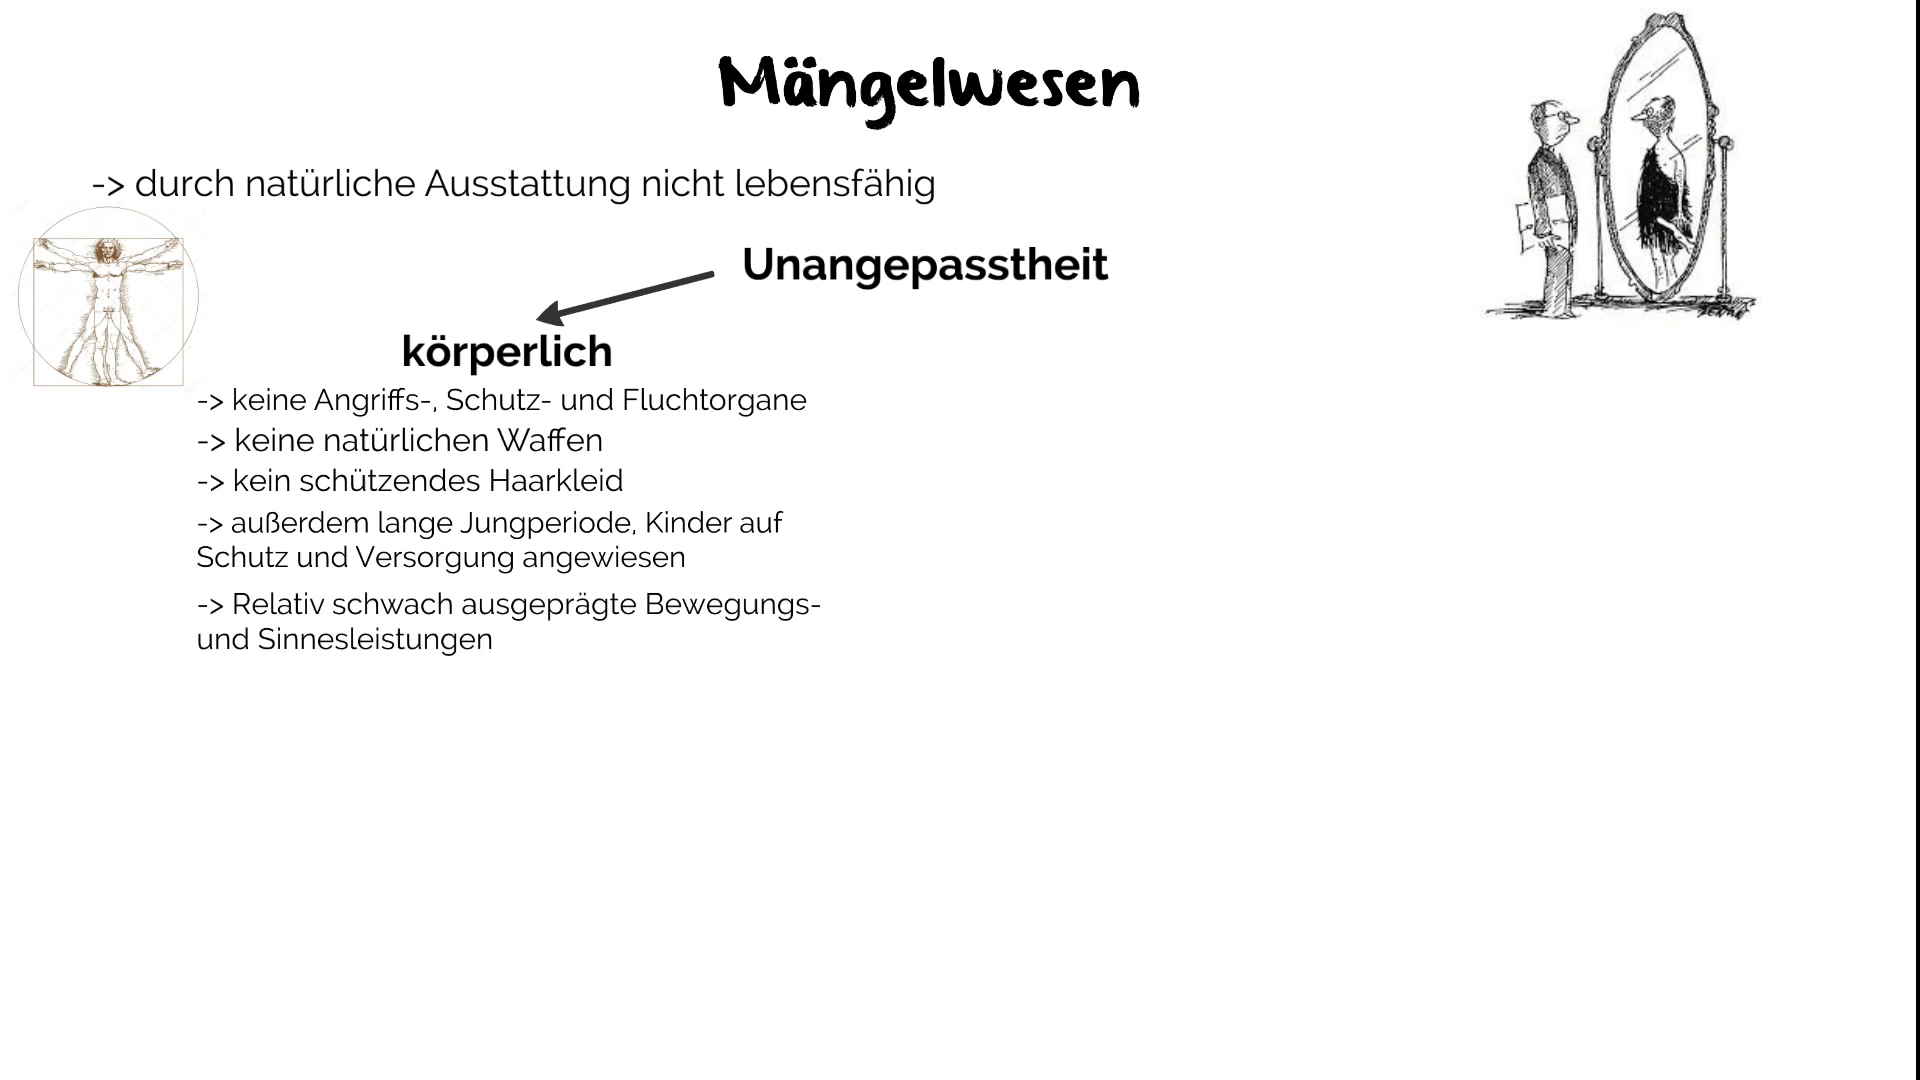 Mängelwesen
-> durch natürliche Ausstattung nicht lebensfähig
Unangepasstheit
körperlich
-> keine Angriffs-, Schutz- und Fluchtorgane
-> keine natürlichen Waffen
-> kein schützendes Haarkleid
-> außerdem lange Jungperiode, Kinder auf
Schutz und Versorgung angewiesen
-> Relativ schwach ausgeprägte Bewegungs-
und Sinnesleistungen